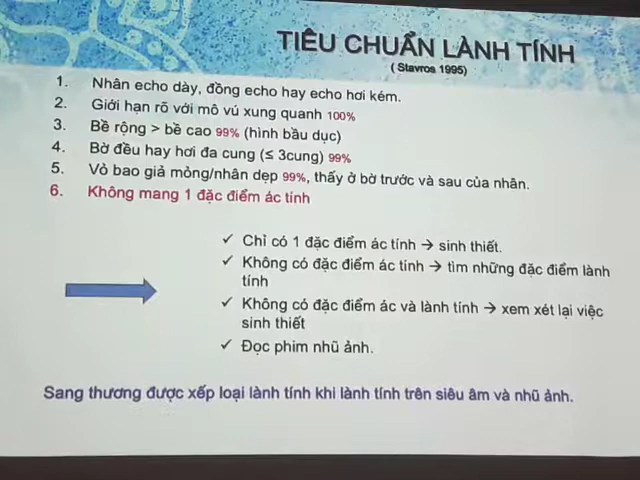 TIÊU CHUẨN LÀNH TÍNH
( Stavros 1995)
1. Nhân echo dày, đồng echo hay echo hơi kém.
2. Giới hạn rõ với mô vú xung quanh 100%
3. Bề rộng > bề cao 99% (hình bầu dục)
4. Bờ đều hay hơi đa cung (≤ 3cung) 99%
5. Vỏ bao giả mỏng/nhân dẹp 99%, thấy ở bờ trước và sau của nhân.
6. Không mang 1 đặc điểm ác tính
✓ Chỉ có 1 đặc điểm ác tính → sinh thiết.
✓ Không có đặc điểm ác tính → tìm những đặc điểm lành
tính
✓ Không có đặc điểm ác và lành tính → xem xét lại việc
sinh thiết
✓ Đọc phim nhũ ảnh.
Sang thương được xếp loại lành tính khi lành tính trên siêu âm và nhũ ảnh.